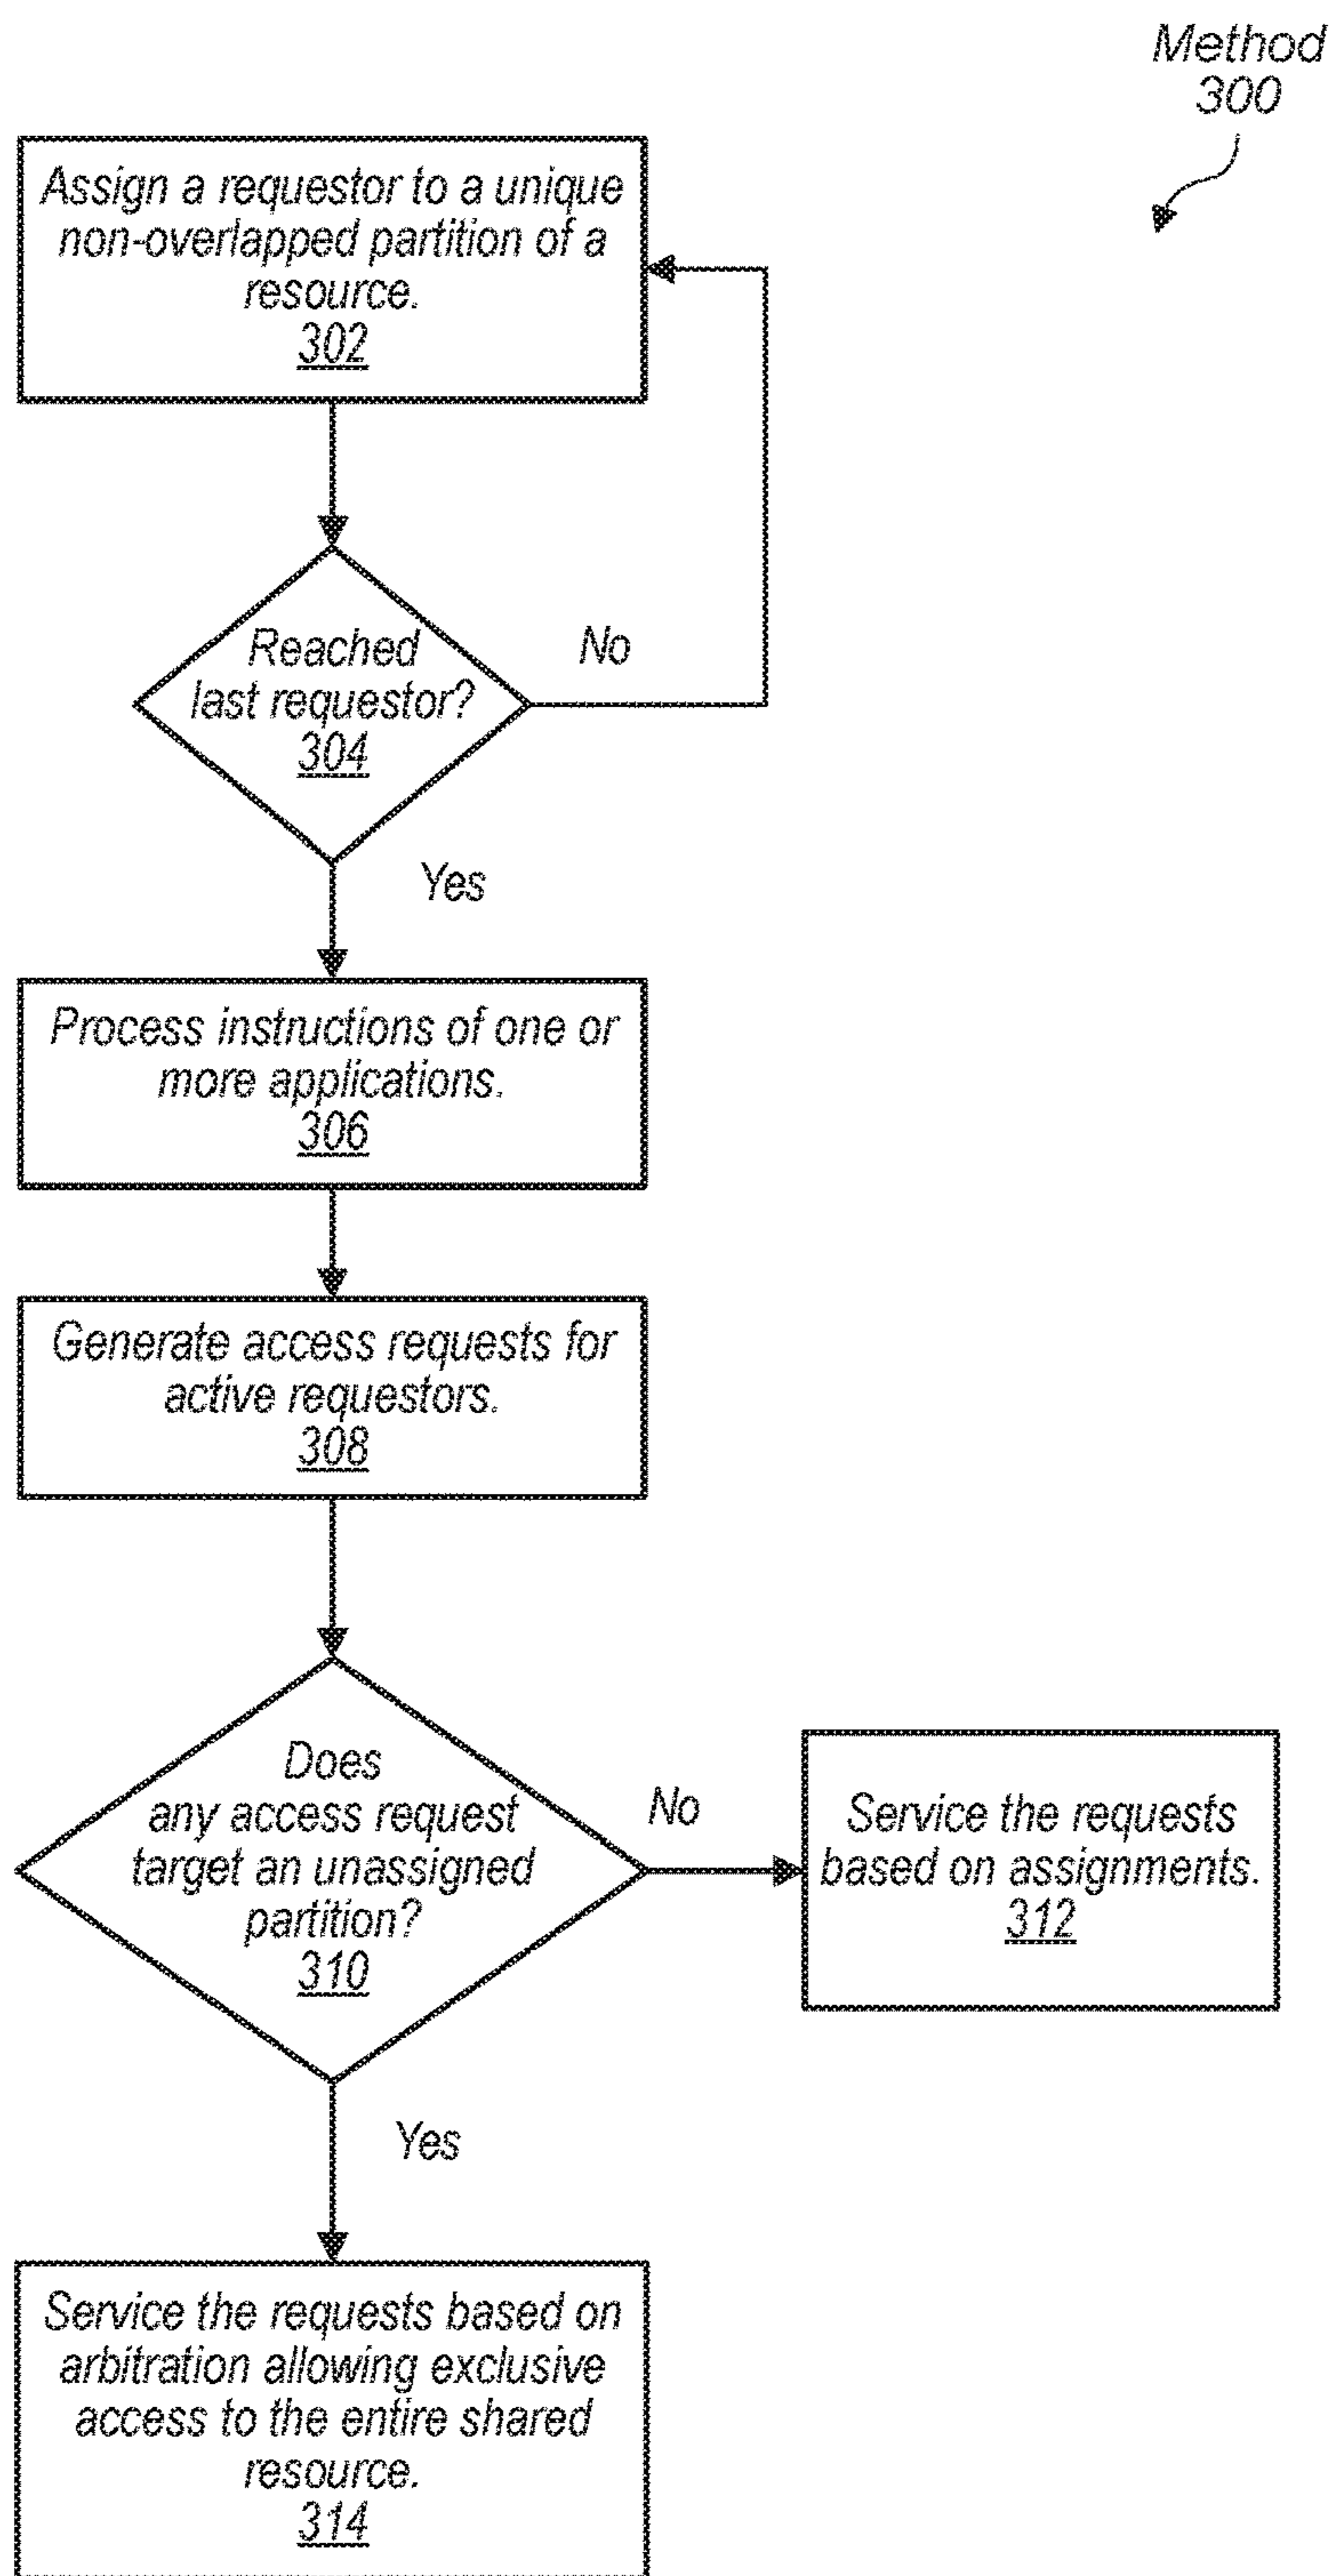 Method
300
Assign a requestor to a unique
non-overlapped partition of a
resource.
302
Reached
last requestor?
304
No
Yes
Process instructions of one or
more applications.
306
Generate access requests for
active requestors.
308
Does
any access request
target an unassigned
partition?
310
No
Service the requests
based on assignments.
312
Yes
Service the requests based on
arbitration allowing exclusive
access to the entire shared
resource.
314